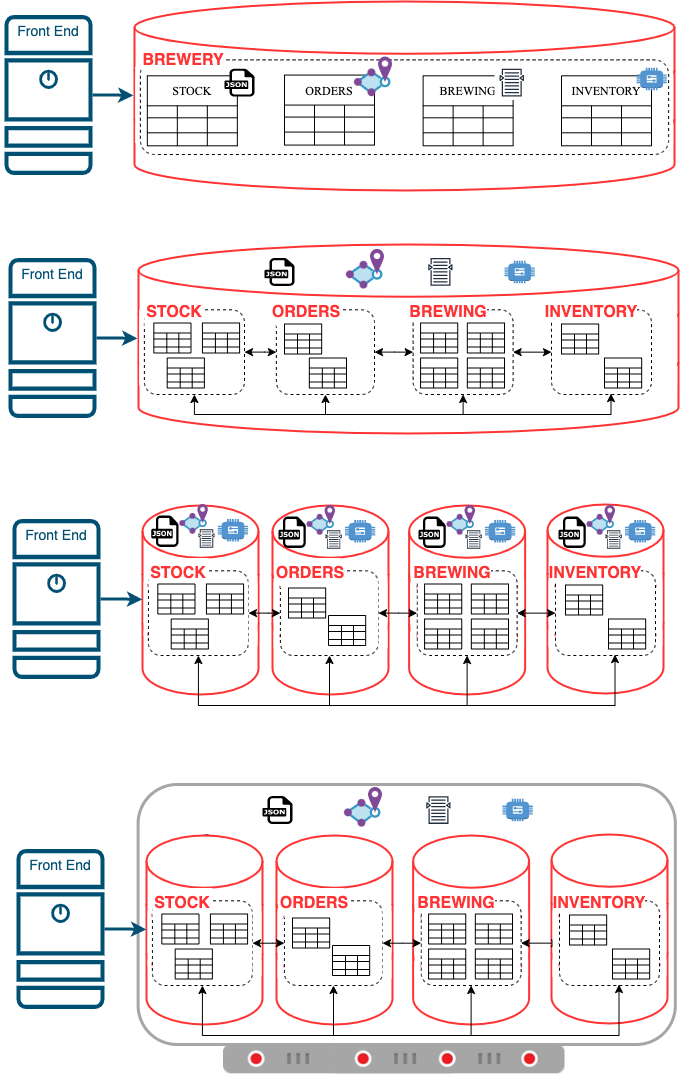 Front End
BREWERY
STOCK JSON ORDERS BREWING INVENTORY
Front End
JSON
STOCK ORDERS BREWING INVENTORY
Front End
JSON JSON JSON JSON
STOCK ORDERS BREWING INVENTORY
JSON
Front End
STOCK ORDERS BREWING INVENTORY